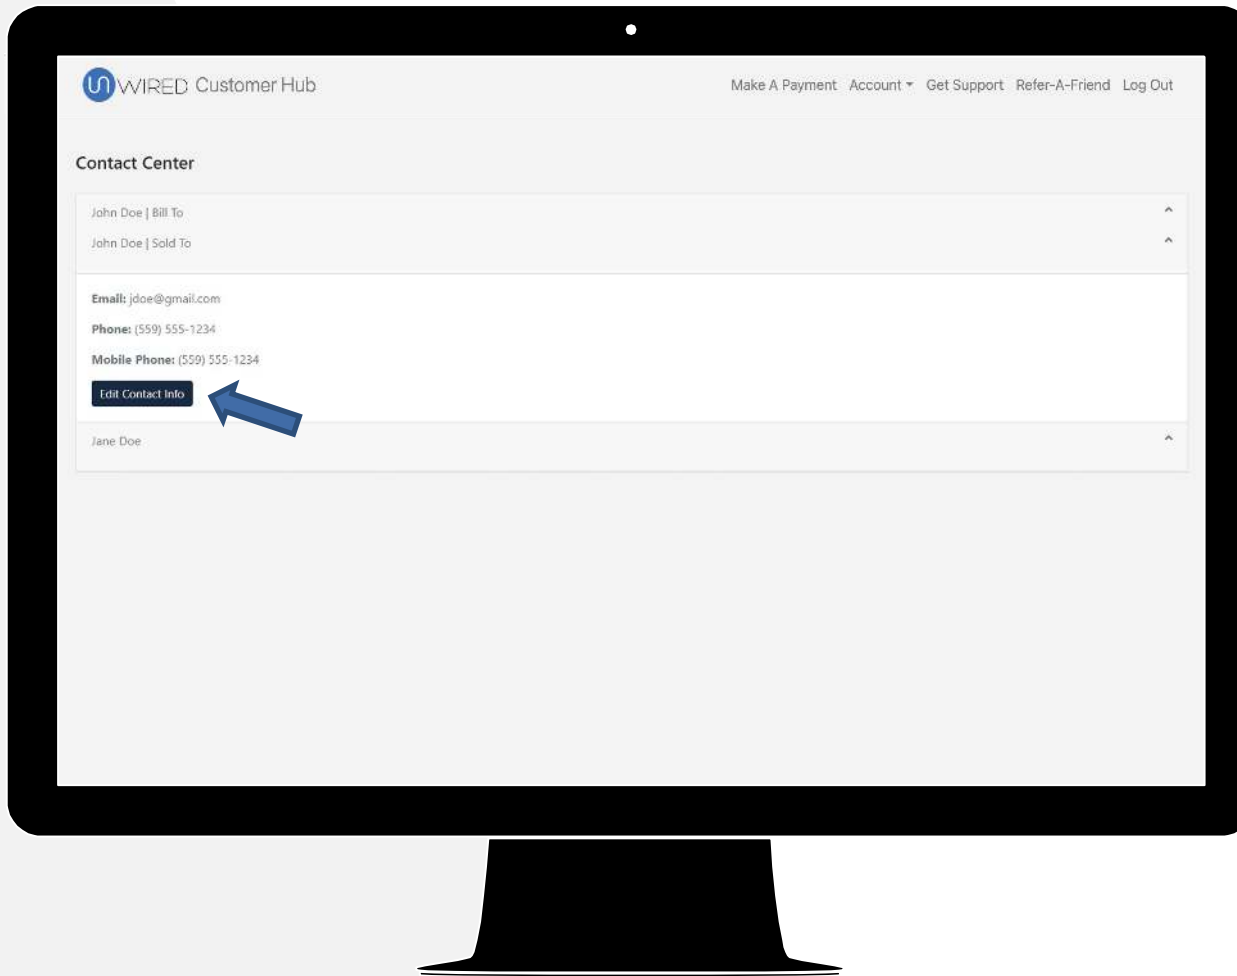 un WIRED Customer Hub
Make A Payment Account Get Support Refer-A-Friend Log Out
Contact Center
John Doe | Bill To
John Doe | Sold To
Email: jdoe@gmail.com
Phone: (559) 555-1234
Mobile Phone: (559) 555-1234
Edit Contact Info
Jane Doe